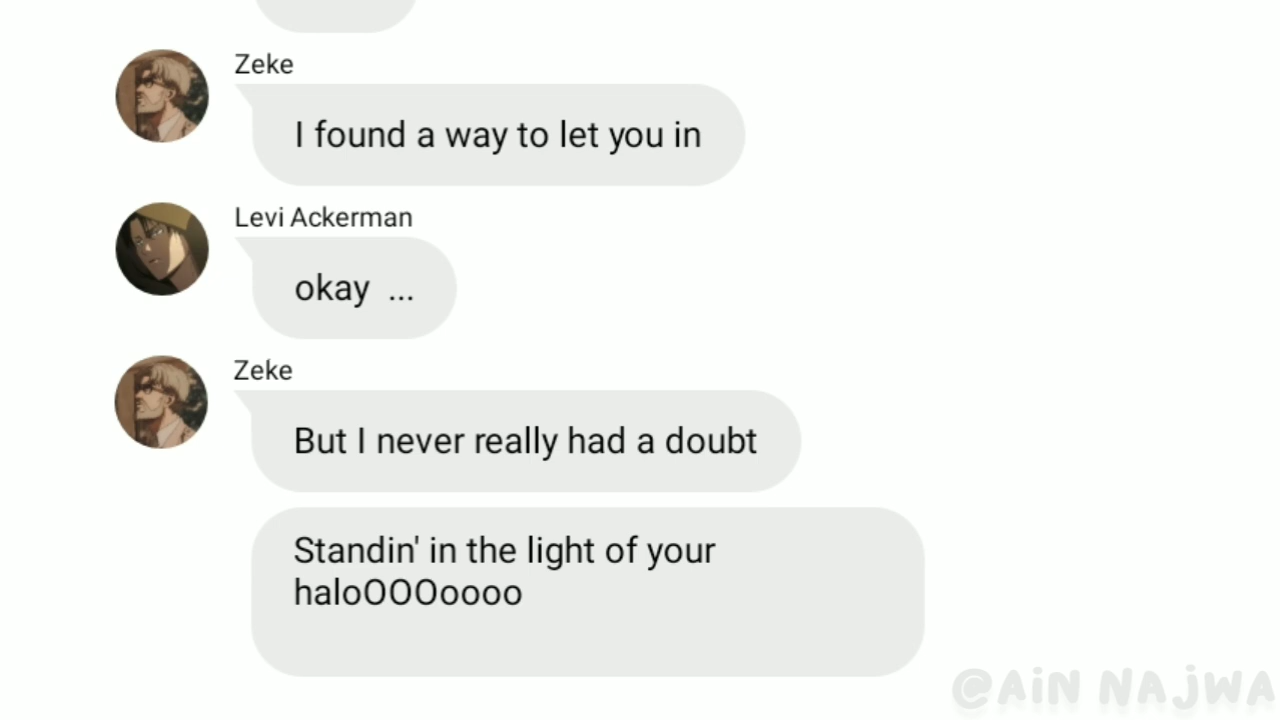 Zeke
I found a way to let you in
Levi Ackerman
okay ...
Zeke
But I never really had a doubt
Standin' in the light of your
haloOOOoooo
@AiN NAJWA